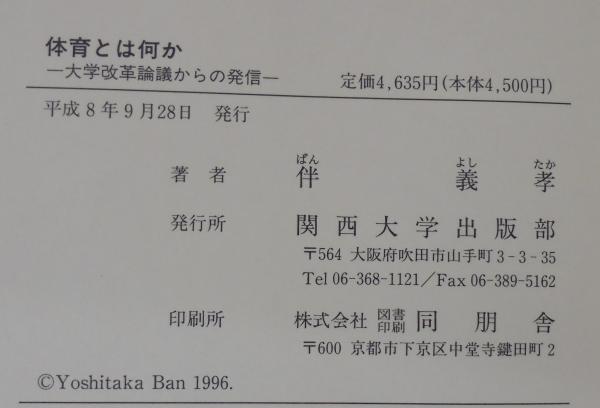 体育とは何か
―大学改革論議からの発信―
定価4,635円(本体4,500円)
平成8年9月28日 発行
著者 伴 義孝
ばん よし たか
発行所 関西大学出版部
〒564 大阪府吹田市山手町3-3-35
Tel 06-368-1121/Fax 06-389-5162
印刷所 株式会社 図書印刷 同朋舎
〒600 京都市下京区中堂寺鍵田町2
©Yoshitaka Ban 1996.